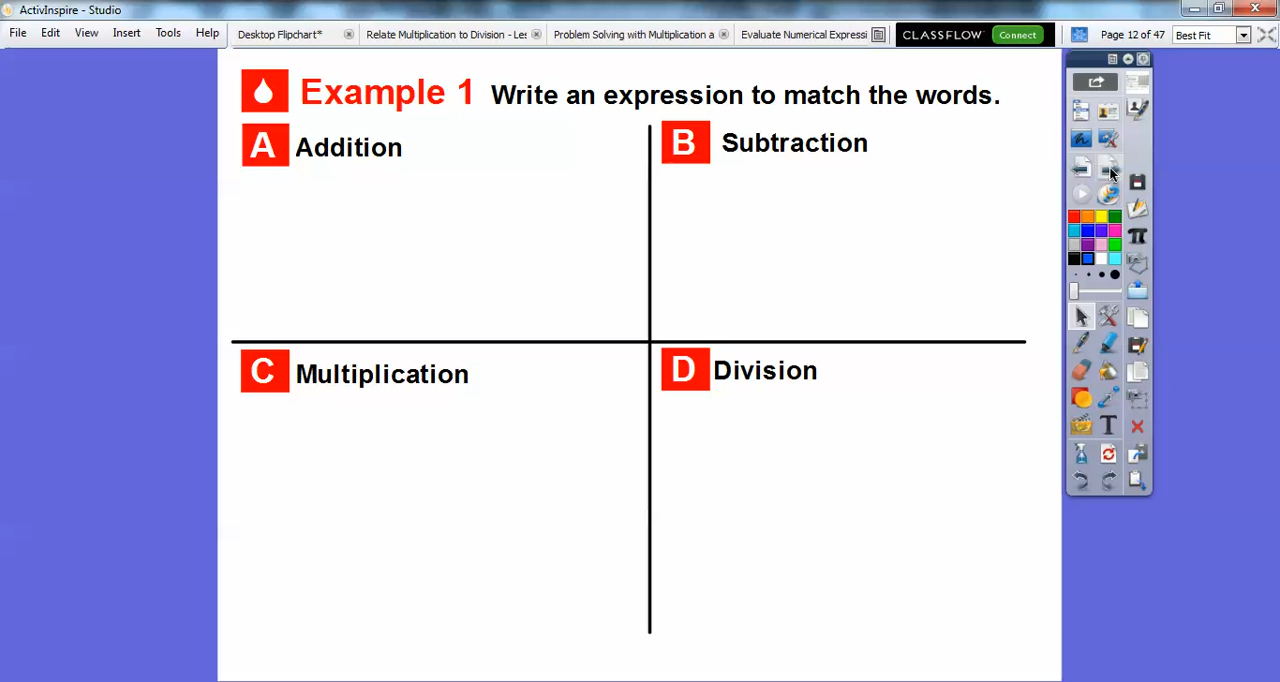 ActivInspire - Studio
File Edit View Insert Tools Help
Desktop Flipchart* Relate Multiplication to Division - Les Problem Solving with Multiplication a Evaluate Numerical Expressi CLASSFLOW Connect Page 12 of 47 Best Fit
Example 1 Write an expression to match the words.
A Addition
B Subtraction
C Multiplication
D Division
T